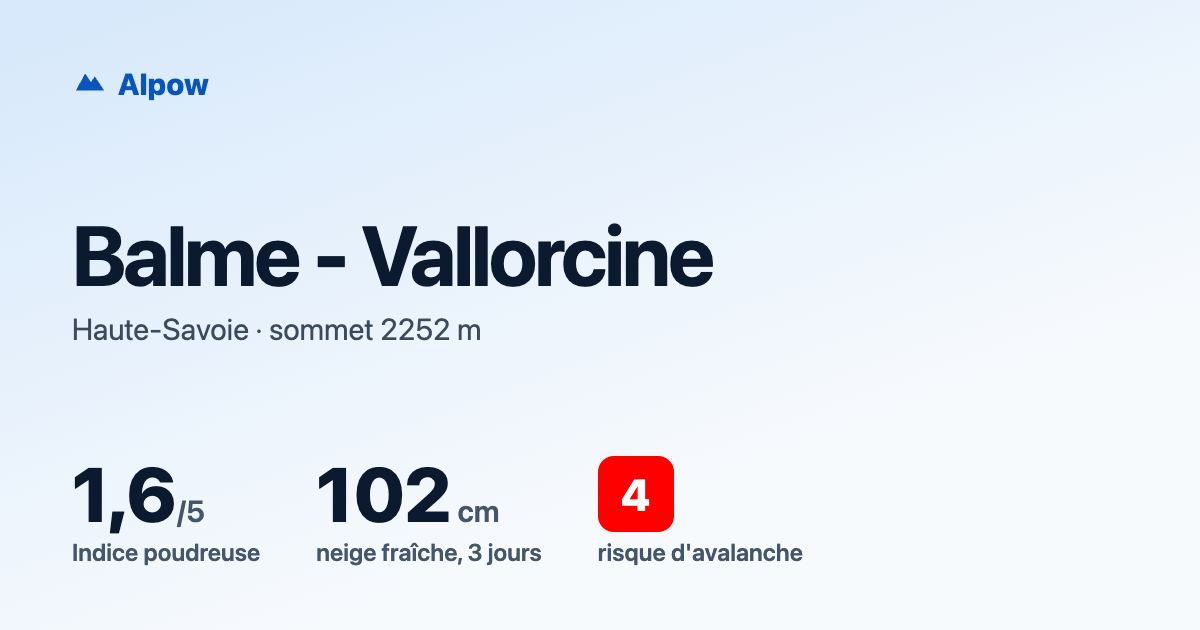 Alpow
Balme - Vallorcine
Haute-Savoie · sommet 2252 m
1,6/5
Indice poudreuse
102 cm
neige fraîche, 3 jours
4
risque d'avalanche